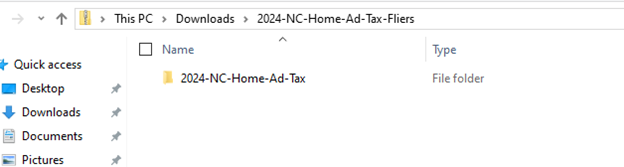 This PC > Downloads > 2024-NC-Home-Ad-Tax-Fliers
Name Type
Quick access
2024-NC-Home-Ad-Tax File folder
Desktop
Downloads
Documents
Pictures